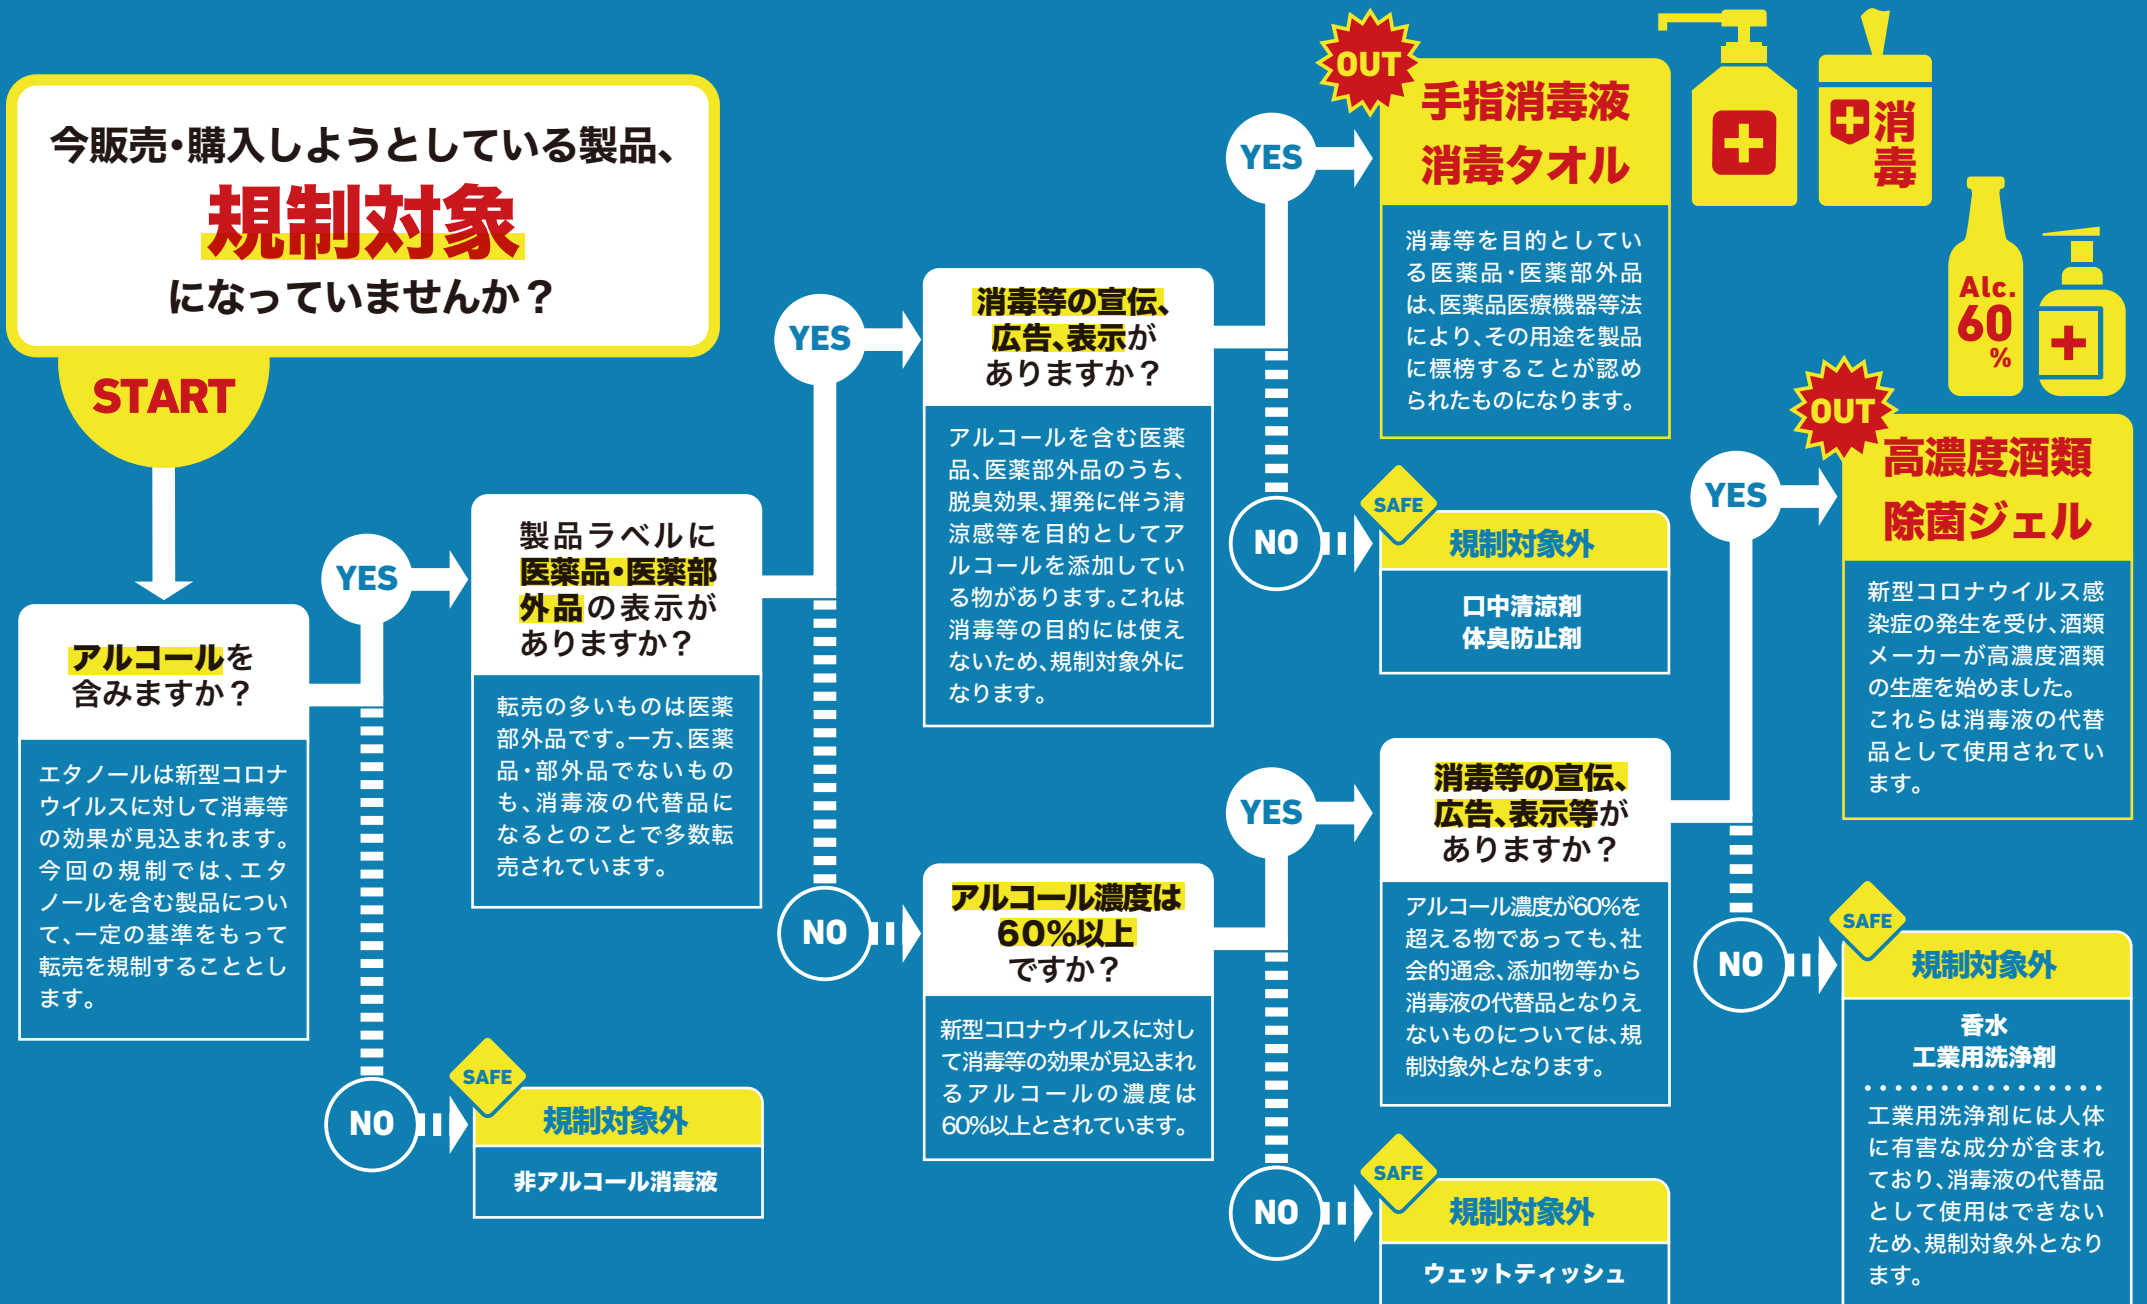 今販売・購入しようとしている製品、
規制対象
になっていませんか？
START
アルコールを
含みますか？
エタノールは新型コロナ
ウイルスに対して消毒等
の効果が見込まれます。
今回の規制では、エタ
ノールを含む製品につい
て、一定の基準をもって
転売を規制することとし
ます。
YES
NO
SAFE
規制対象外
非アルコール消毒液
製品ラベルに
医薬品・医薬部
外品の表示が
ありますか？
転売の多いものは医薬
部外品です。一方、医薬
品・部外品でないもの
も、消毒液の代替品に
なるとのことで多数転
売されています。
YES
NO
消毒等の宣伝、
広告、表示が
ありますか？
アルコールを含む医薬
品、医薬部外品のうち、
脱臭効果、揮発に伴う清
涼感等を目的としてア
ルコールを添加してい
る物があります。これは
消毒等の目的には使え
ないため、規制対象外に
なります。
YES
OUT
手指消毒液
消毒タオル
消毒等を目的としてい
る医薬品・医薬部外品
は、医薬品医療機器等法
により、その用途を製品
に標榜することが認め
られたものになります。
消毒
NO
SAFE
規制対象外
口中清涼剤
体臭防止剤
アルコール濃度は
60%以上
ですか？
新型コロナウイルスに対し
て消毒等の効果が見込まれ
るアルコールの濃度は
60%以上とされています。
YES
NO
SAFE
規制対象外
ウェットティッシュ
消毒等の宣伝、
広告、表示等が
ありますか？
アルコール濃度が60%を
超える物であっても、社
会的通念、添加物等から
消毒液の代替品となりえ
ないものについては、規
制対象外となります。
YES
Alc.
60
%
OUT
高濃度酒類
除菌ジェル
新型コロナウイルス感
染症の発生を受け、酒類
メーカーが高濃度酒類
の生産を始めました。
これらは消毒液の代替
品として使用されてい
ます。
NO
SAFE
規制対象外
香水
工業用洗浄剤
工業用洗浄剤には人体
に有害な成分が含まれ
ており、消毒液の代替品
として使用はできない
ため、規制対象外となり
ます。